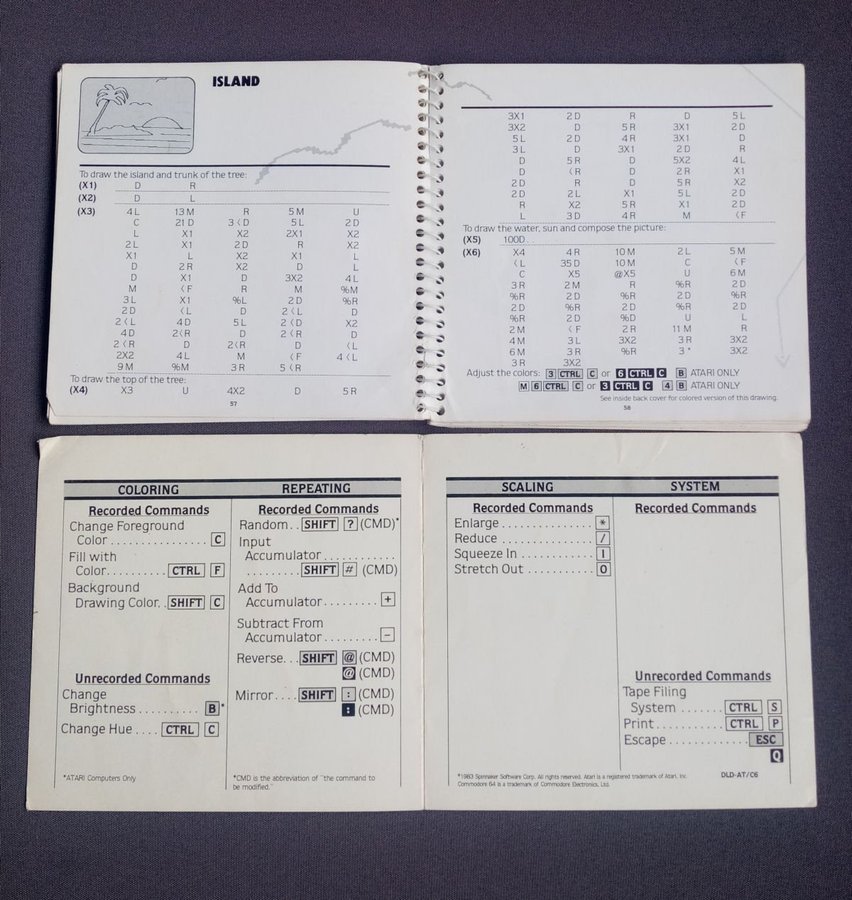 ISLAND
To draw the island and trunk of the tree:
(X1) D R
(X2) D L
(X3) 4 L 13 M R 5 M U
C 21 D 3 ⟨ D 5 L 2 D
L X1 X2 2X1 X2
2 L X1 2 D R X2
X1 L X2 X1 L
D 2 R X2 D L
D X1 D 3X2 4 L
M ⟨ F R M %M
3 L X1 %L 2 D %R
2 D ⟨ L D 2 ⟨ L D
2 ⟨ L 4 D 5 L 2 ⟨ D X2
4 D 2⟨R D 2⟨R D
2 ⟨R D 2⟨R D ⟨ L
2X2 4 L M ⟨ F 4 ⟨ L
9 M %M 3 R 5 ⟨ R
To draw the top of the tree:
(X4) X3 U 4X2 D 5 R
57
3X1 2 D R D 5 L
3X2 D 5 R 3X1 2 D
5 L 2 D 4 R 3X1 D
3 L D 3X1 2 D R
D 5 R D 5X2 4 L
D ⟨ R D 2 R X1
2 D R D 5 R X2
2 D 2 L X1 5 L 2 D
R X2 5 R X1 2 D
L 3 D 4 R M ⟨ F
To draw the water, sun and compose the picture:
(X5) 100D
(X6) X4 4 R 10 M 2 L 5 M
⟨ L 35 D 10 M C ⟨ F
C X5 @X5 U 6 M
3 R 2 M R %R 2 D
%R 2 D %R 2 D %R
2 D %R 2 D %R 2 D
%R 2 D %D U L
2 M ⟨ F 2 R 11 M R
4 M 3 L 3X2 3 R 3X2
6 M 3 R %R 3 * 3X2
3 R 3X2
Adjust the colors: 3 CTRL C or 6 CTRL C B ATARI ONLY
M 6 CTRL C or 3 CTRL C 4 B ATARI ONLY
See inside back cover for colored version of this drawing.
58
COLORING REPEATING
Recorded Commands
Change Foreground
Color ............... C
Fill with
Color.......... CTRL F
Background
Drawing Color.. SHIFT C
Unrecorded Commands
Change
Brightness .......... B*
Change Hue .... CTRL C
*ATARI Computers Only
Recorded Commands
Random.. SHIFT ? (CMD)*
Input
Accumulator............
......... SHIFT # (CMD)
Add To
Accumulator......... +
Subtract From
Accumulator......... −
Reverse... SHIFT @ (CMD)
@ (CMD)
Mirror.... SHIFT : (CMD)
: (CMD)
*CMD is the abbreviation of "the command to
be modified."
SCALING SYSTEM
Recorded Commands
Enlarge ............... *
Reduce ............... /
Squeeze In ........... I
Stretch Out .......... O
Recorded Commands
Unrecorded Commands
Tape Filing
System ....... CTRL S
Print........... CTRL P
Escape............ ESC
Q
*1983 Spinnaker Software Corp. All rights reserved. Atari is a registered trademark of Atari, Inc.
Commodore 64 is a trademark of Commodore Electronics, Ltd.
DLD-AT/C6